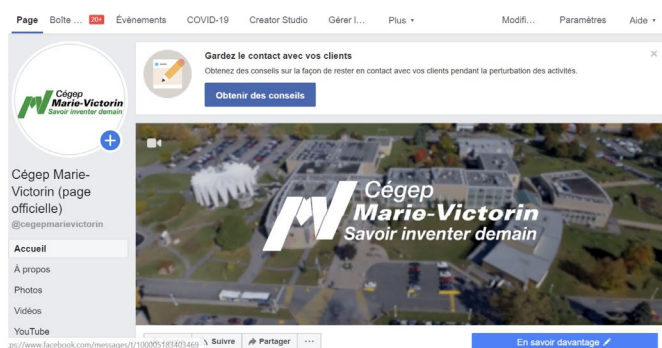 Page Boîte ... 20+ Évènements COVID-19 Creator Studio Gérer l... Plus Modifi... Paramètres Aide
Gardez le contact avec vos clients
Obtenez des conseils sur la façon de rester en contact avec vos clients pendant la perturbation des activités.
Obtenir des conseils
Cégep
Marie-Victorin
Savoir inventer demain
Cégep Marie-
Victorin (page
officielle)
@cegepmarievictorin
Accueil
À propos
Photos
Vidéos
YouTube
Cégep
Marie-Victorin
Savoir inventer demain
Suivre Partager ... En savoir davantage
ps://www.facebook.com/messages/t/100005183403469